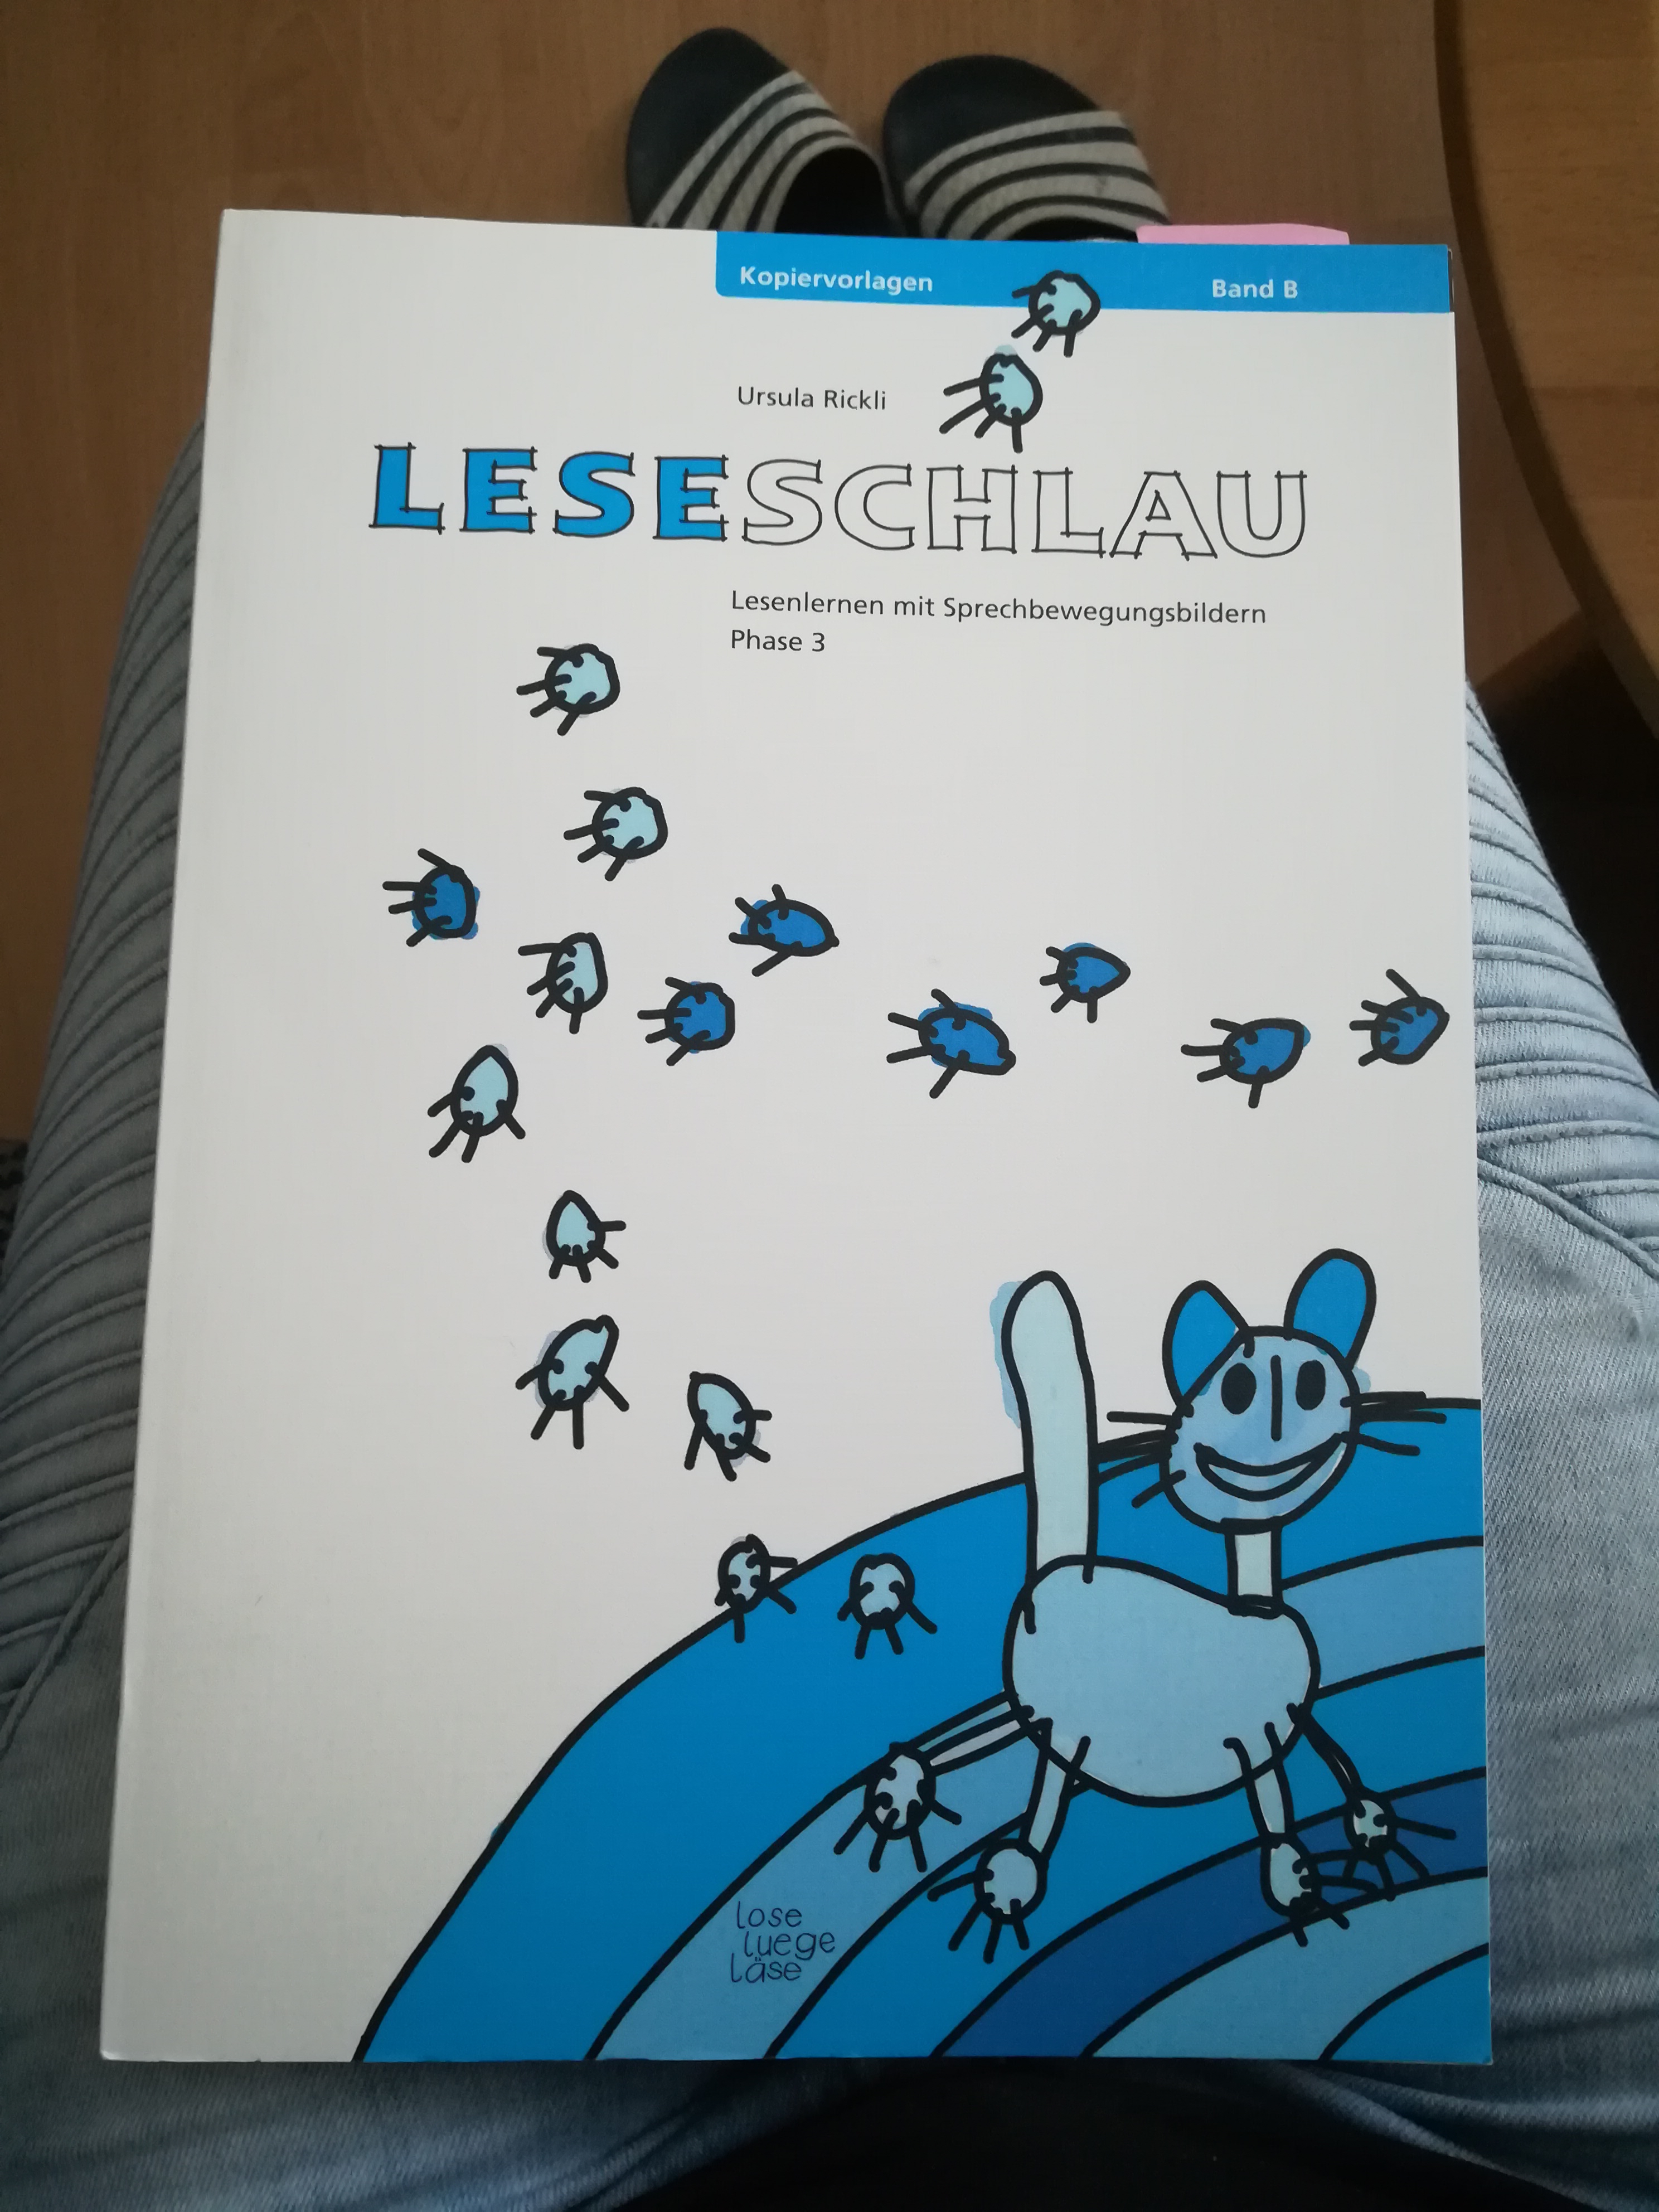 Kopiervorlagen Band B
Ursula Rickli
LESESCHLAU
Lesenlernen mit Sprechbewegungsbildern
Phase 3
lose
luege
läse